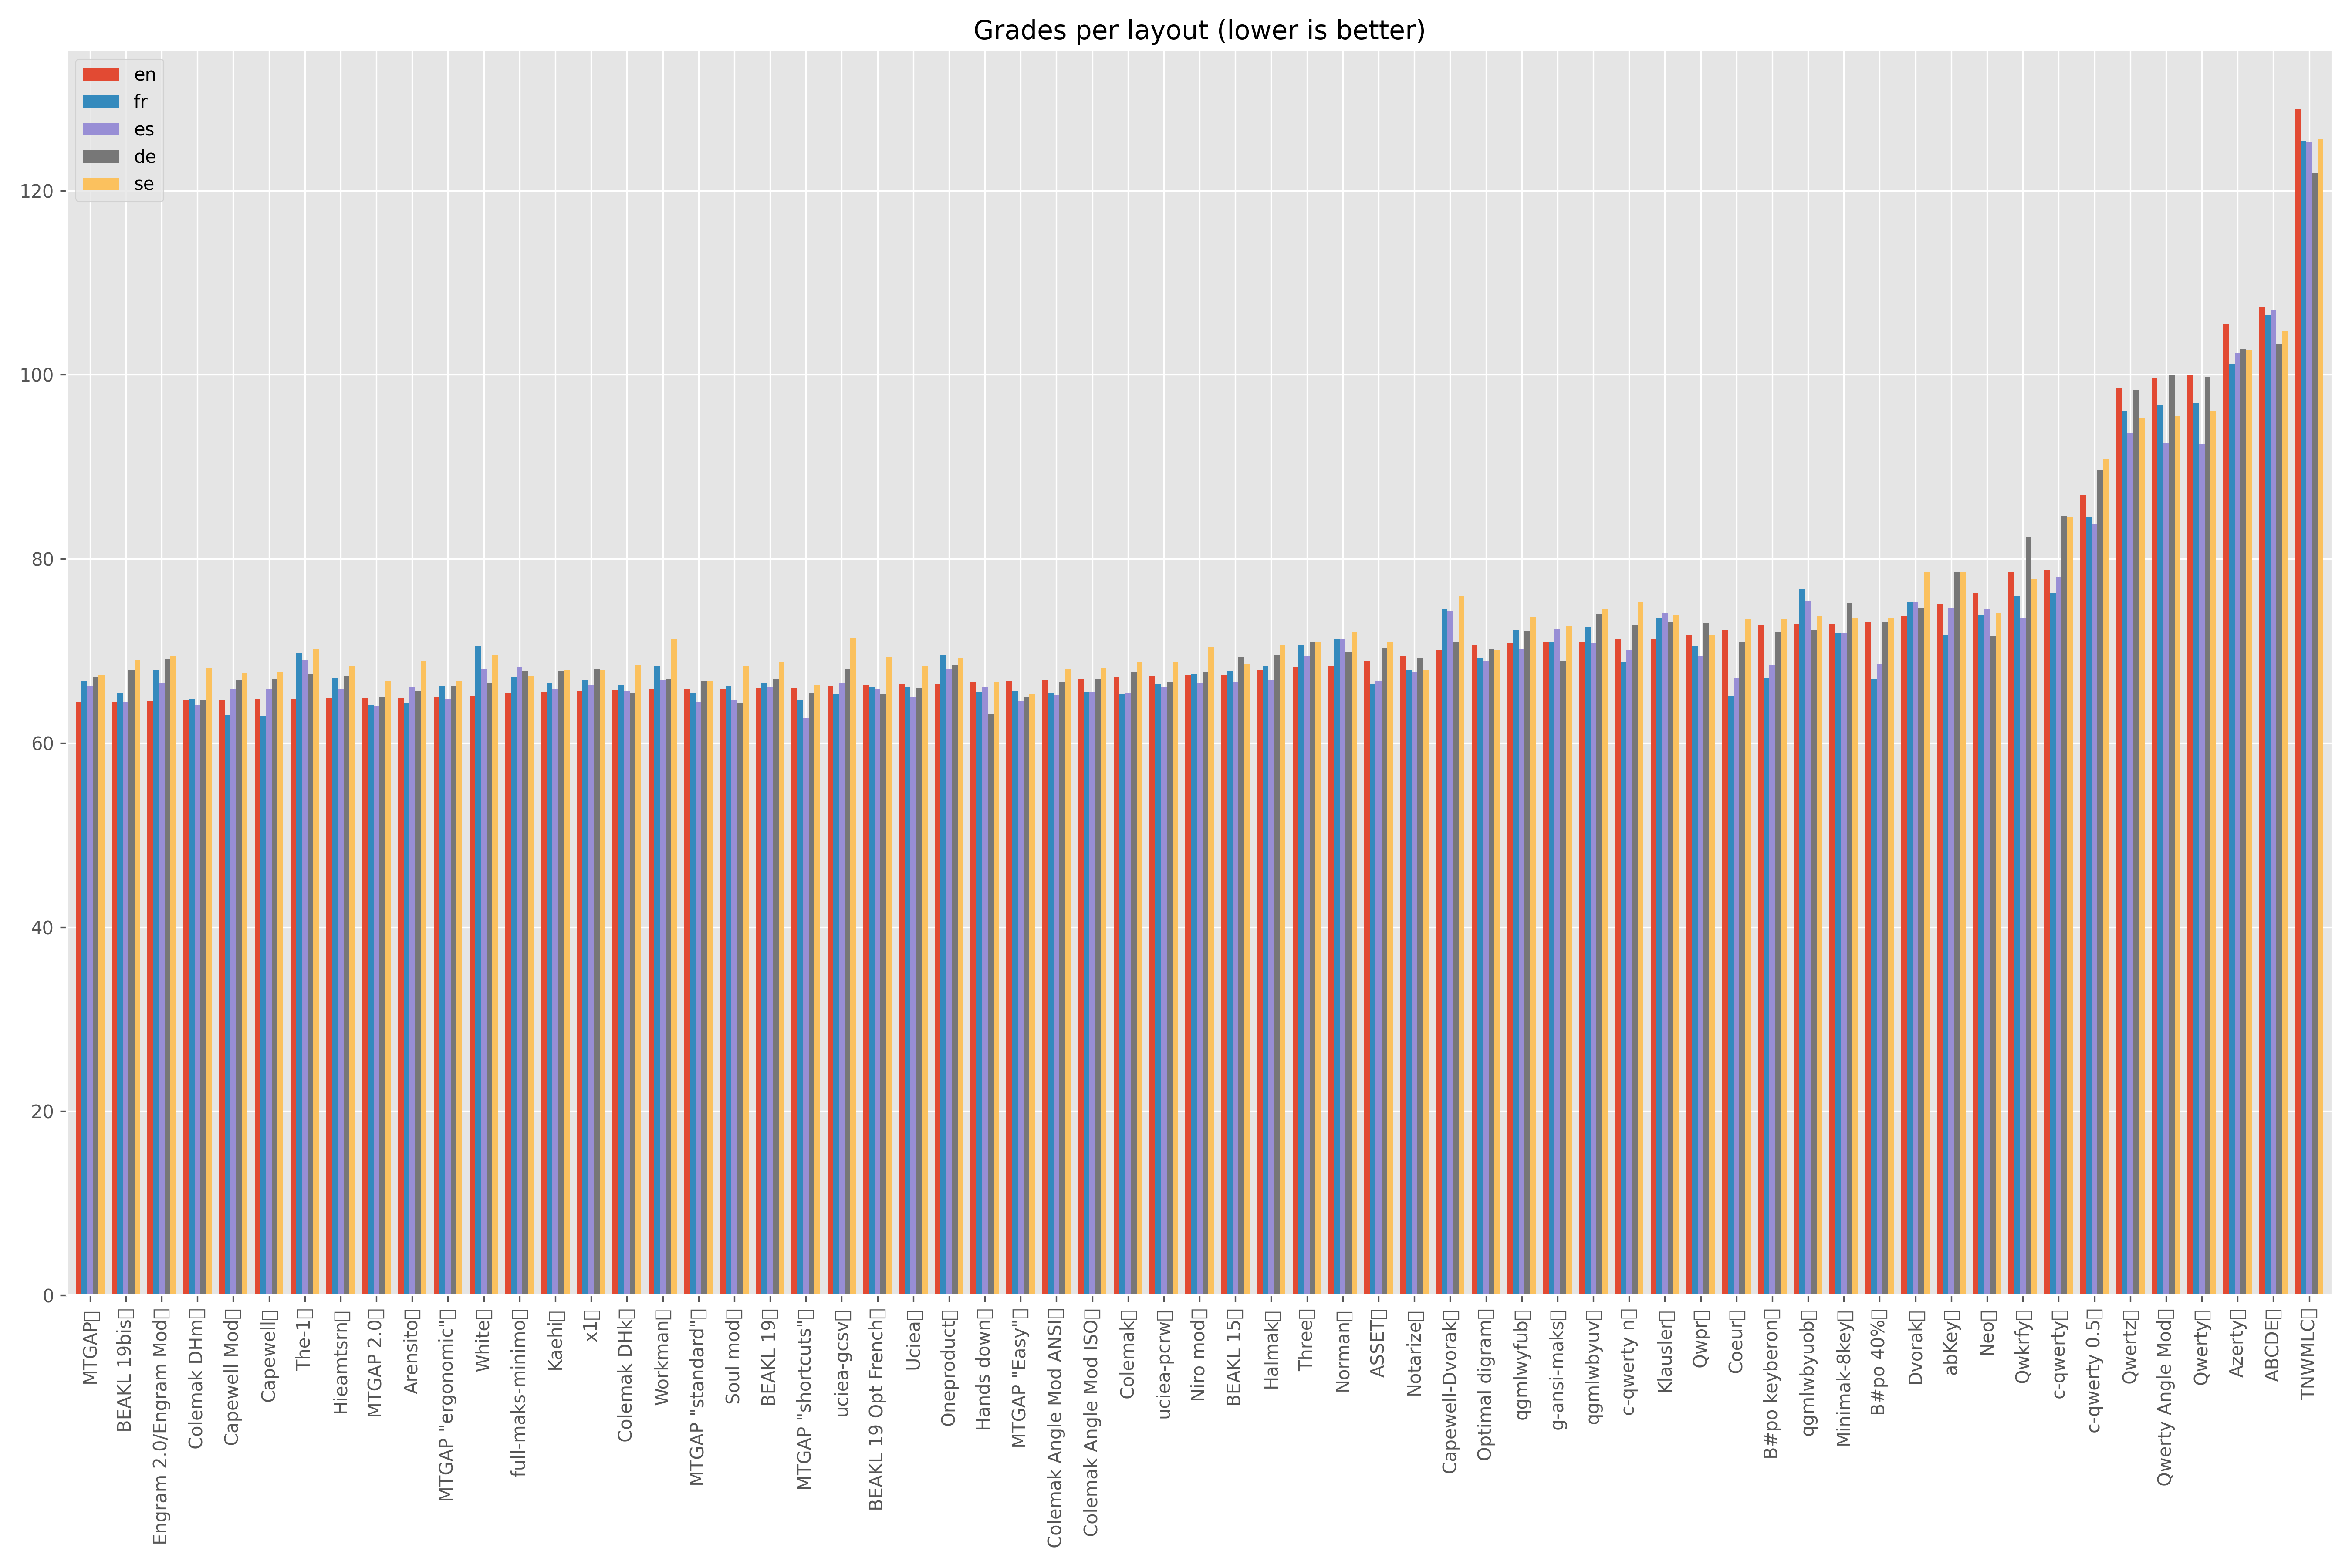 Grades per layout (lower is better)
en
fr
es
de
se
120
100
80
60
40
20
0
MTGAP
BEAKL 19bis
Engram 2.0/Engram Mod
Colemak DHm
Capewell Mod
Capewell
The-1
Hieamtsrn
MTGAP 2.0
Arensito
MTGAP "ergonomic"
White
full-maks-minimo
Kaehi
x1
Colemak DHk
Workman
MTGAP "standard"
Soul mod
BEAKL 19
MTGAP "shortcuts"
uciea-gcsv
BEAKL 19 Opt French
Uciea
Oneproduct
Hands down
MTGAP "Easy"
Colemak Angle Mod ANSI
Colemak Angle Mod ISO
Colemak
uciea-pcrw
Niro mod
BEAKL 15
Halmak
Three
Norman
ASSET
Notarize
Capewell-Dvorak
Optimal digram
qgmlwyfub
g-ansi-maks
qgmlwbyuv
c-qwerty n
Klausler
Qwpr
Coeur
B#po keyberon
qgmlwbyuob
Minimak-8key
B#po 40%
Dvorak
abKey
Neo
Qwkrfy
c-qwerty
c-qwerty 0.5
Qwertz
Qwerty Angle Mod
Qwerty
Azerty
ABCDE
TNWMLC